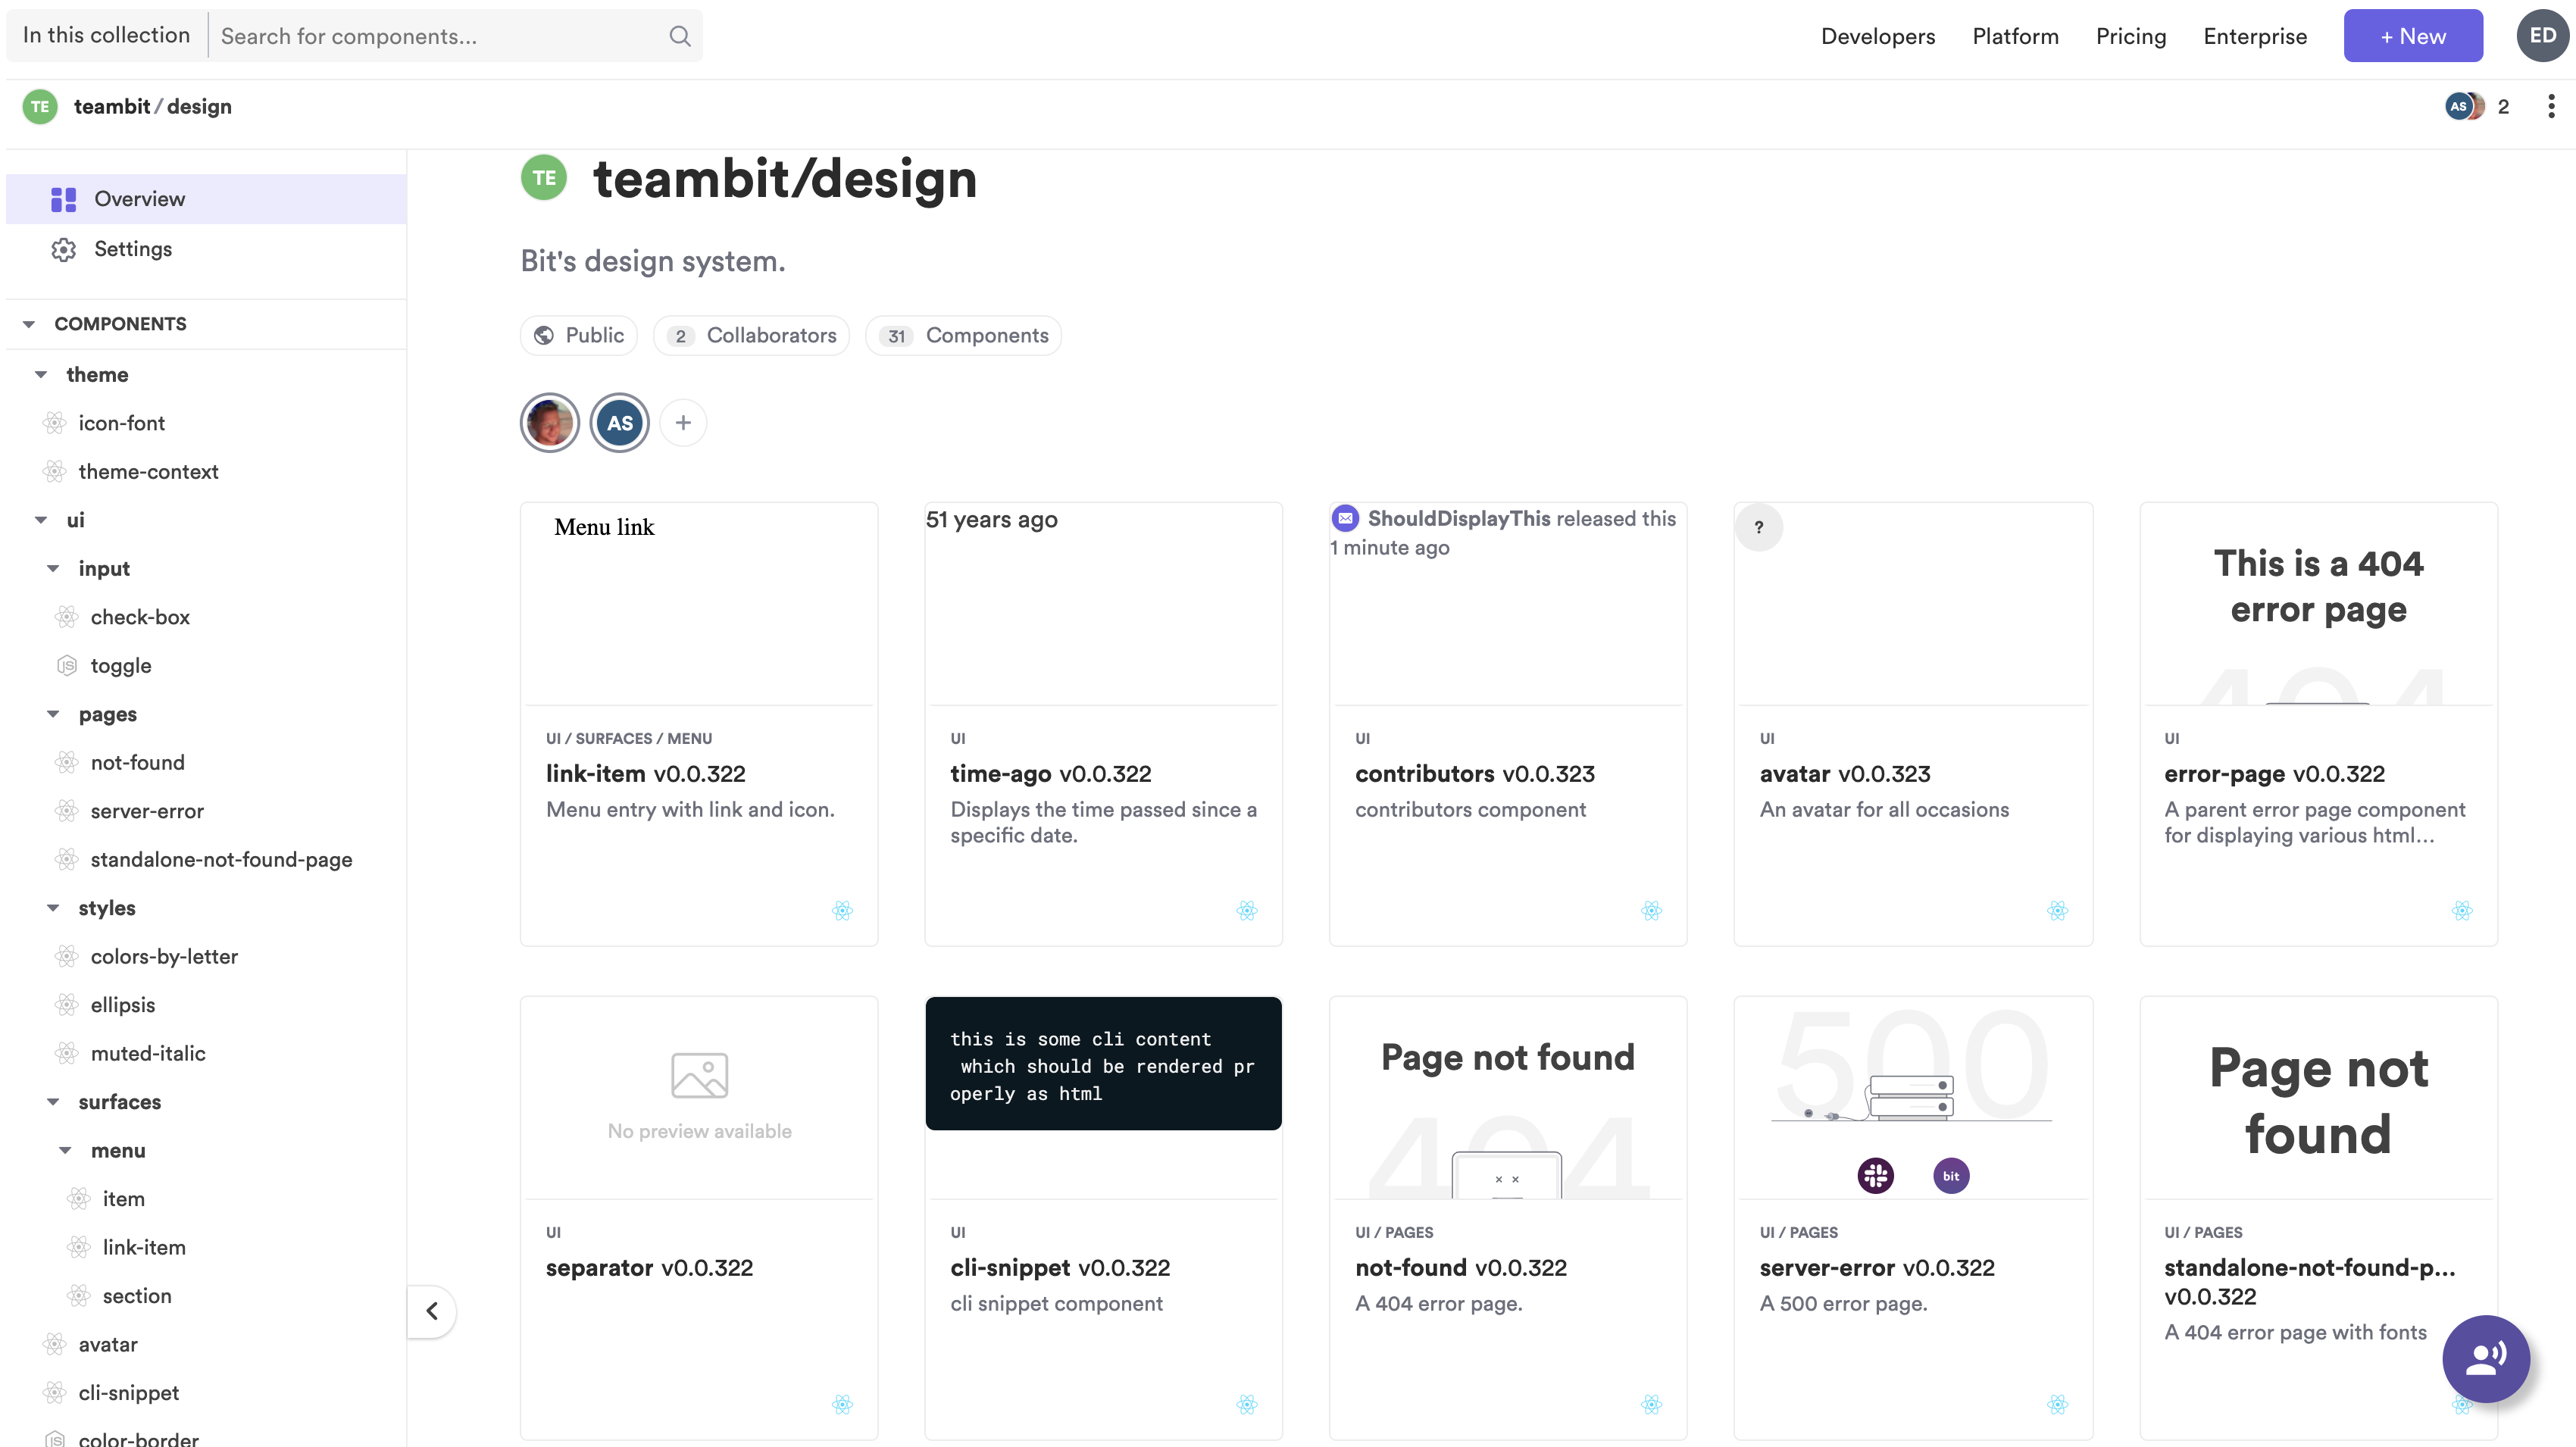 In this collection
Search for components...
Developers
Platform
Pricing
Enterprise
+ New
ED
TE
teambit / design
AS
2
Overview
Settings
COMPONENTS
theme
icon-font
theme-context
ui
input
check-box
JS toggle
pages
not-found
server-error
standalone-not-found-page
styles
colors-by-letter
ellipsis
muted-italic
surfaces
menu
item
link-item
section
avatar
cli-snippet
JS color-border
TE
teambit/design
Bit's design system.
Public
2 Collaborators
31 Components
AS
+
Menu link
UI / SURFACES / MENU
link-item v0.0.322
Menu entry with link and icon.
51 years ago
UI
time-ago v0.0.322
Displays the time passed since a
specific date.
ShouldDisplayThis released this
1 minute ago
UI
contributors v0.0.323
contributors component
?
UI
avatar v0.0.323
An avatar for all occasions
This is a 404
error page
404
UI
error-page v0.0.322
A parent error page component
for displaying various html...
No preview available
UI
separator v0.0.322
this is some cli content
which should be rendered pr
operly as html
UI
cli-snippet v0.0.322
cli snippet component
Page not found
404
UI / PAGES
not-found v0.0.322
A 404 error page.
500
bit
UI / PAGES
server-error v0.0.322
A 500 error page.
Page not
found
UI / PAGES
standalone-not-found-p...
v0.0.322
A 404 error page with fonts